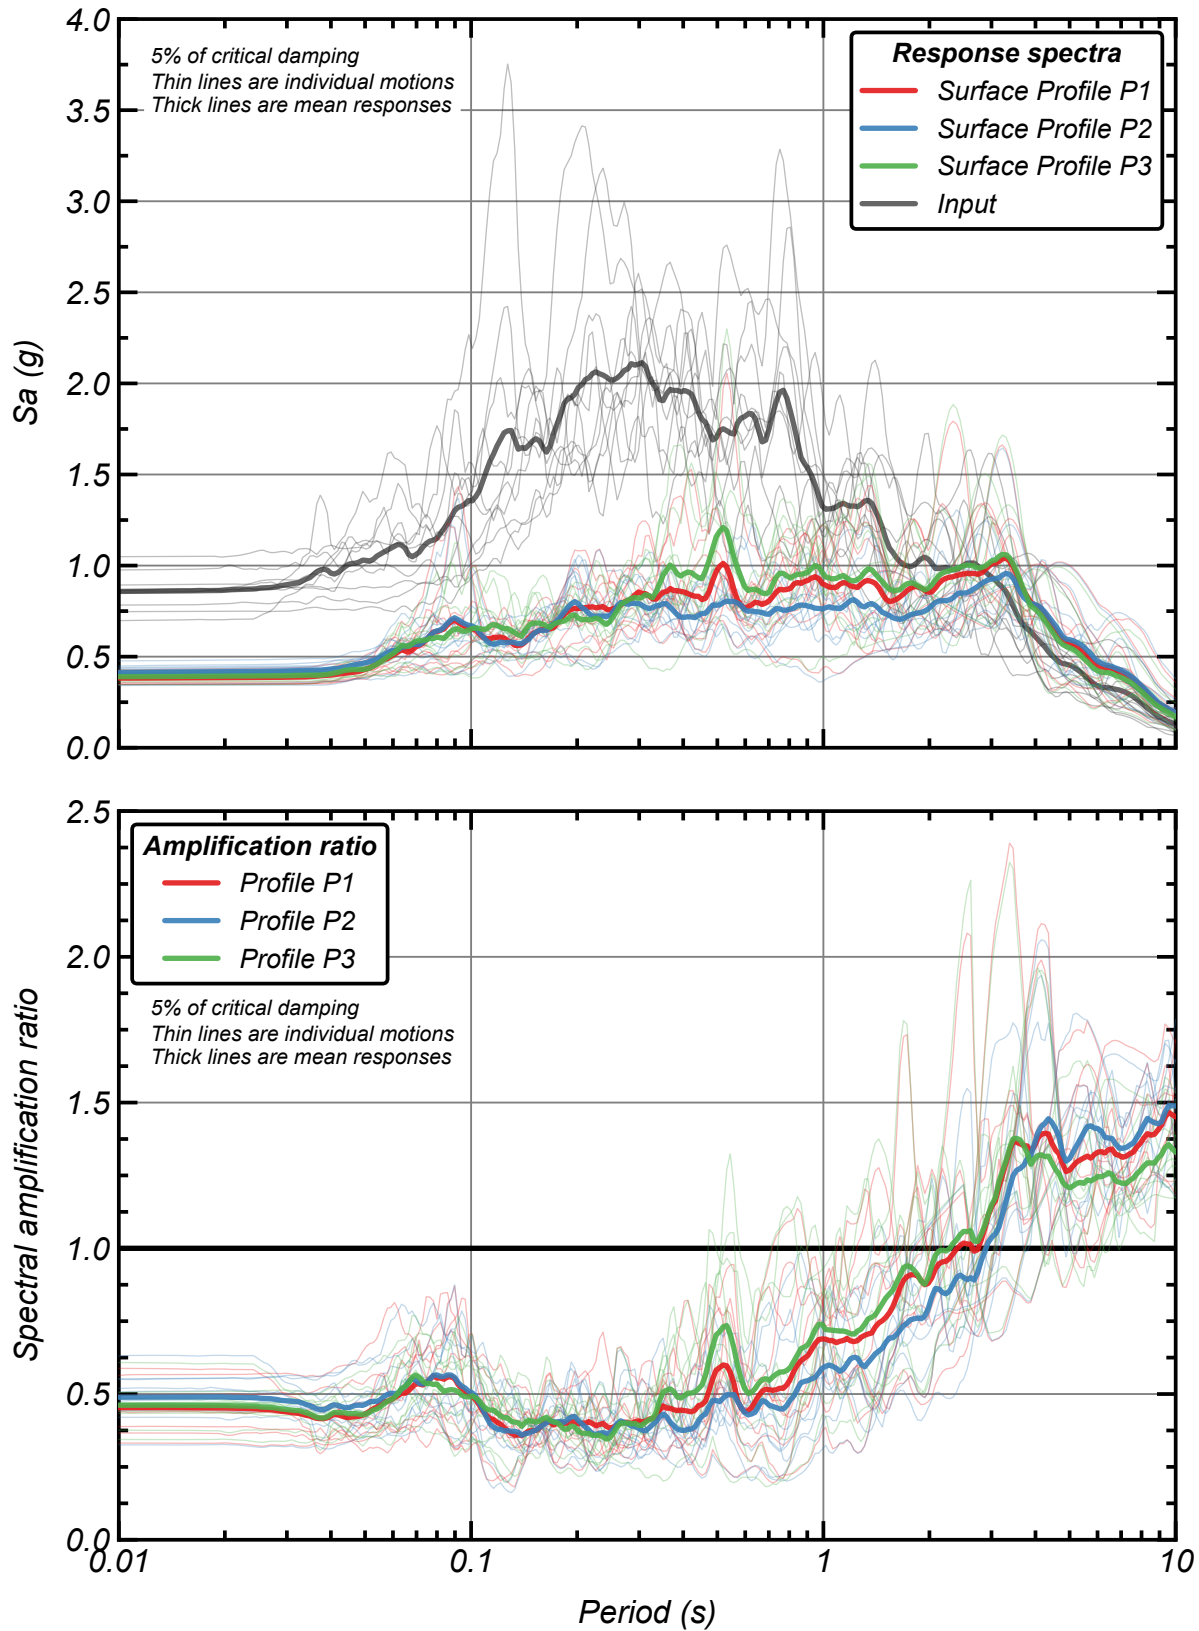 4.0
3.5
3.0
2.5
2.0
1.5
1.0
0.5
0.0
Sa (g)
5% of critical damping
Thin lines are individual motions
Thick lines are mean responses
Response spectra
Surface Profile P1
Surface Profile P2
Surface Profile P3
Input
2.5
2.0
1.5
1.0
0.5
0.0
Spectral amplification ratio
Amplification ratio
Profile P1
Profile P2
Profile P3
5% of critical damping
Thin lines are individual motions
Thick lines are mean responses
0.01 0.1 1 10
Period (s)